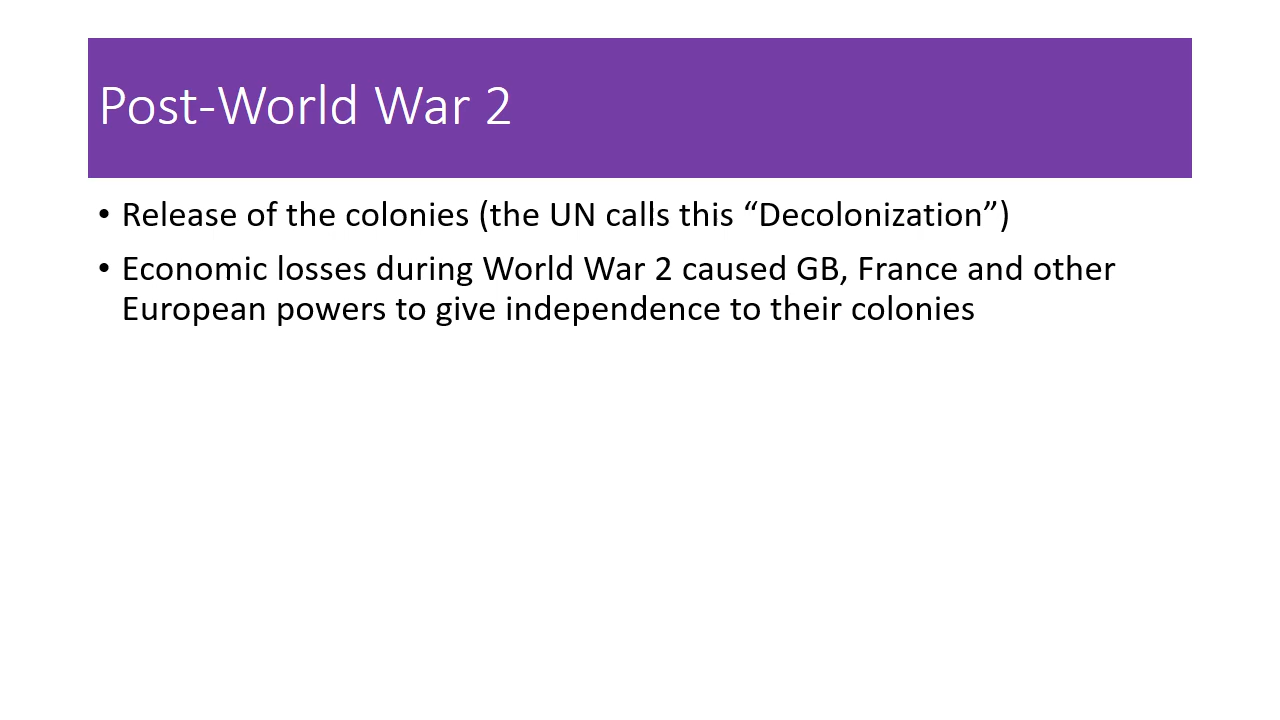 Post-World War 2
• Release of the colonies (the UN calls this “Decolonization”)
• Economic losses during World War 2 caused GB, France and other
European powers to give independence to their colonies